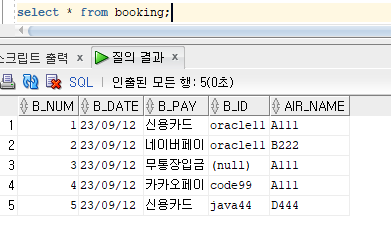 select * from booking;
스크립트 출력 × 질의 결과 ×
SQL | 인출된 모든 행: 5(0초)
B_NUM B_DATE B_PAY B_ID AIR_NAME
1 1 23/09/12 신용카드 oracle11 A111
2 2 23/09/12 네이버페이 oracle11 B222
3 3 23/09/12 무통장입금 (null) A111
4 4 23/09/12 카카오페이 code99 A111
5 5 23/09/12 신용카드 java44 D444